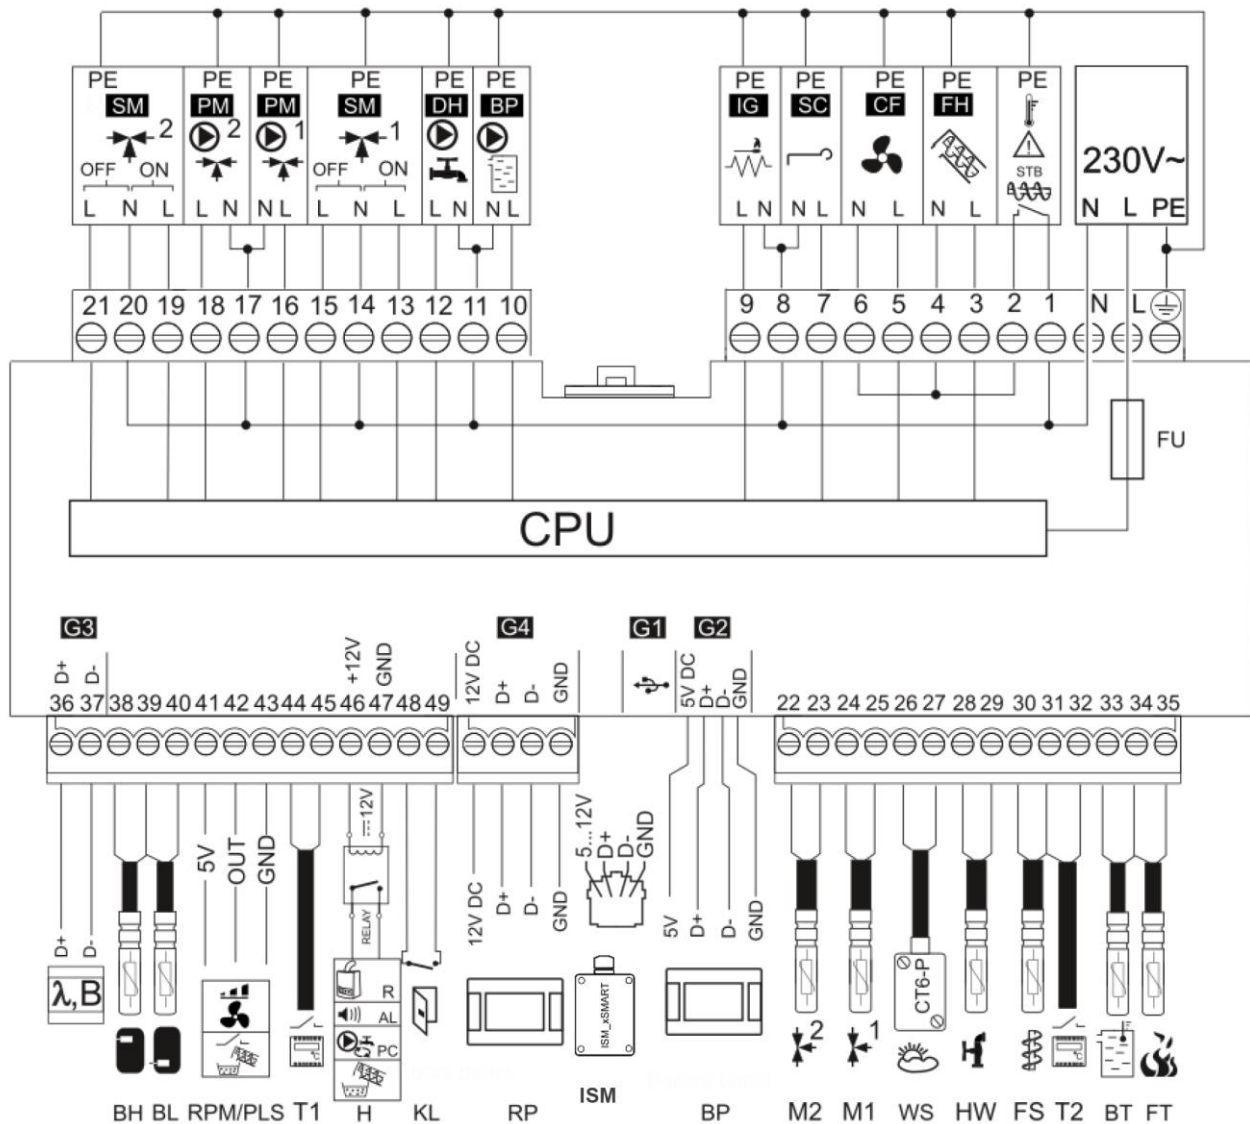 PE PE PE PE PE PE PE PE PE PE PE
SM PM PM SM DH BP IG SC CF FH
2 2 1 1
STB
230V~
OFF ON OFF ON
L N L L N N L L N L L N N L L N N L N L N L N L PE
21 20 19 18 17 16 15 14 13 12 11 10 9 8 7 6 5 4 3 2 1 N L
FU
CPU
G3 G4 G1 G2
D+ D- +12V GND 12V DC D+ D- GND 5V DC D+ D- GND
36 37 38 39 40 41 42 43 44 45 46 47 48 49 22 23 24 25 26 27 28 29 30 31 32 33 34 35
5V OUT GND 12V 5...12V D+ D- GND
D+ D- RELAY 12V DC D+ D- GND 5V D+ D- GND
CT6-P
λ,B R
AL
ISM_xSMART
°C PC 2 1 °C
ISM
BH BL RPM/PLS T1 H KL RP BP M2 M1 WS HW FS T2 BT FT